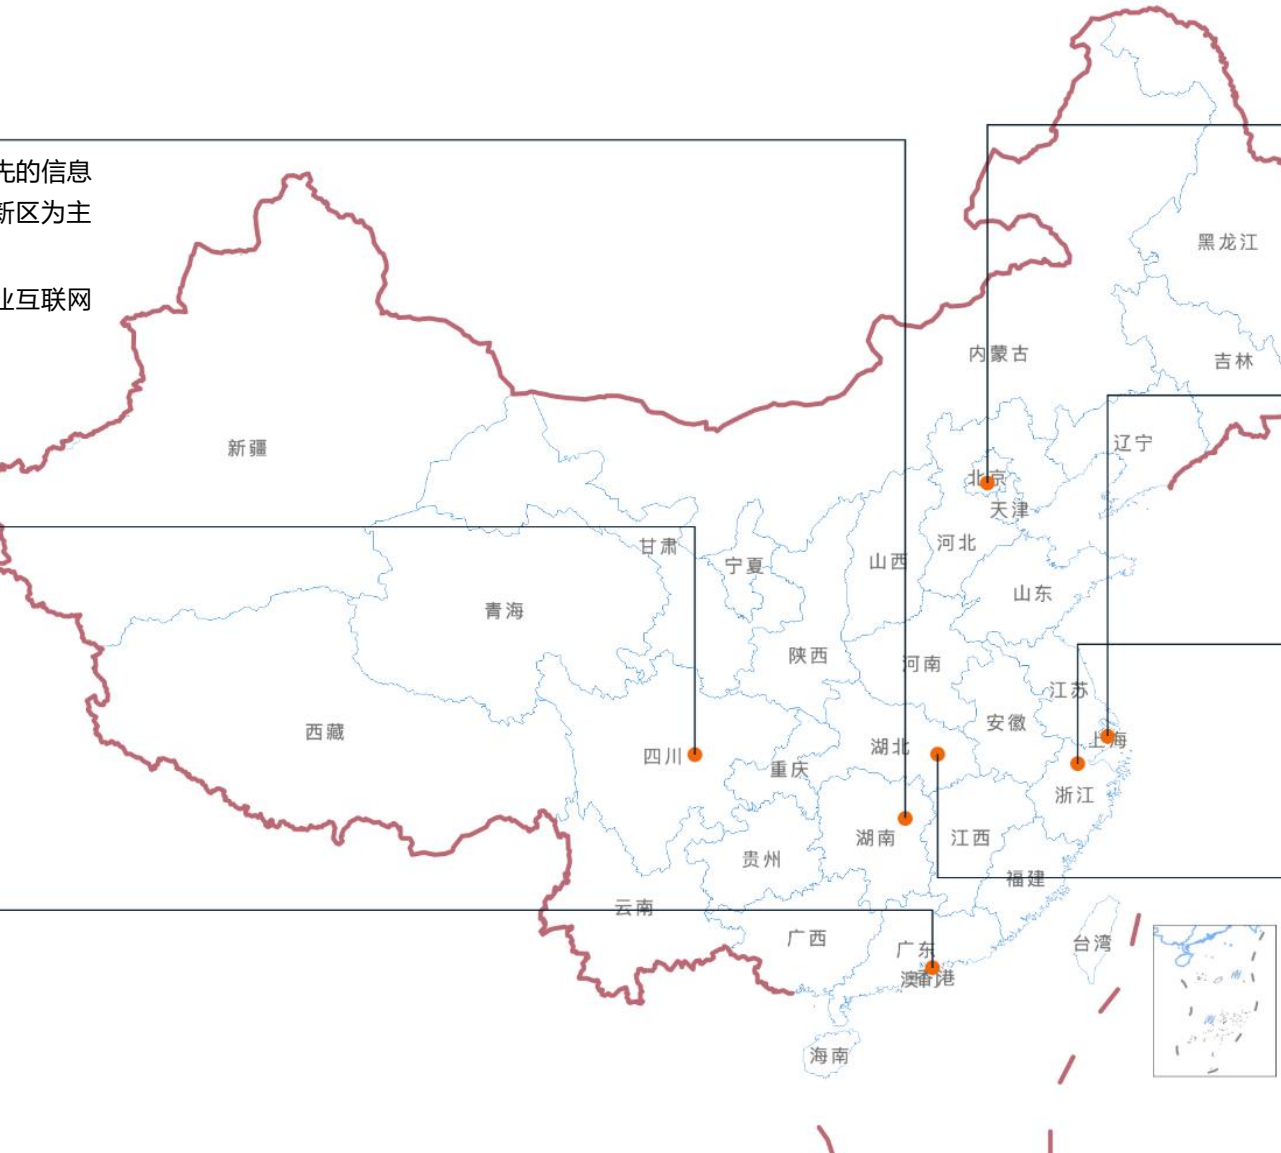 先的信息
新区为主
业互联网
黑龙江
内蒙古
吉林
新疆
辽宁
北京
天津
甘肃
河北
宁夏
山西
山东
青海
陕西
河南
江苏
西藏
安徽
四川
湖北
上海
重庆
浙江
湖南
江西
贵州
福建
云南
广西
广东
台湾
澳门
香港
海南